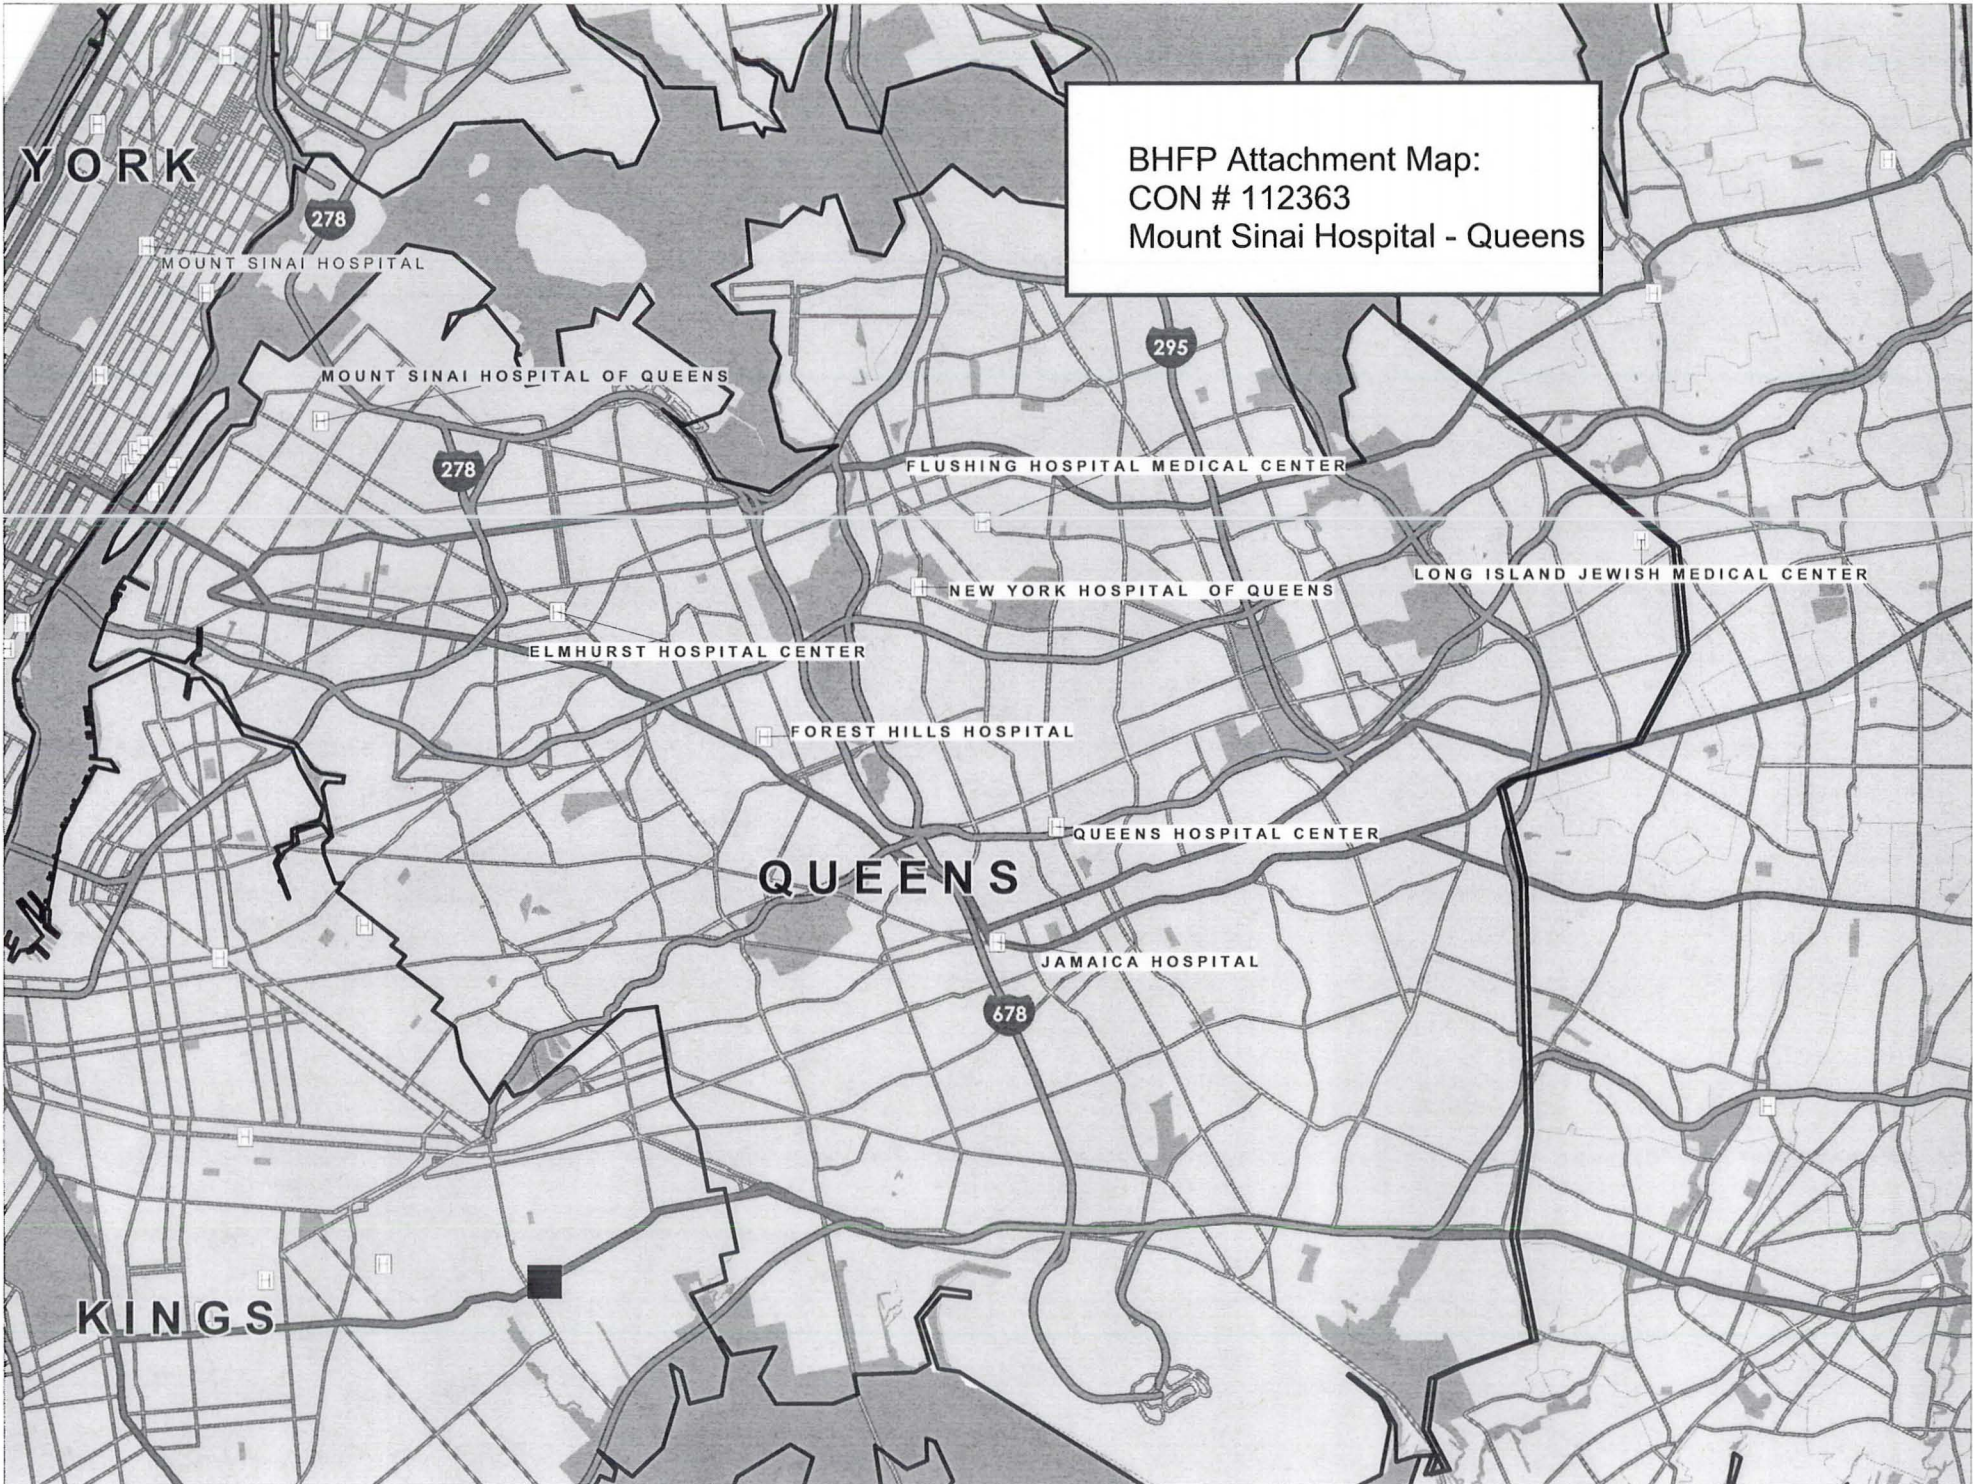 BHFP Attachment Map:
CON # 112363
Mount Sinai Hospital - Queens
YORK
278
MOUNT SINAI HOSPITAL
295
MOUNT SINAI HOSPITAL OF QUEENS
278
FLUSHING HOSPITAL MEDICAL CENTER
LONG ISLAND JEWISH MEDICAL CENTER
NEW YORK HOSPITAL OF QUEENS
ELMHURST HOSPITAL CENTER
FOREST HILLS HOSPITAL
QUEENS HOSPITAL CENTER
QUEENS
JAMAICA HOSPITAL
678
KINGS